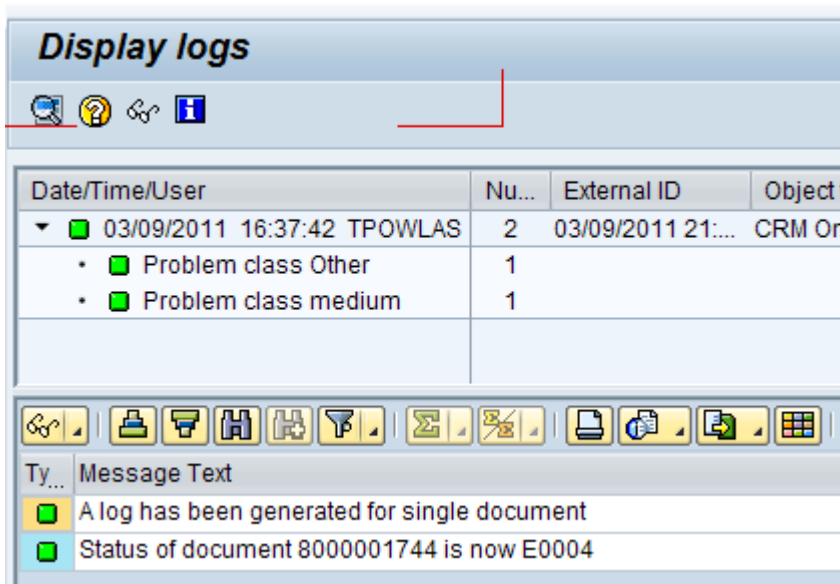 Display logs
Date/Time/User Nu... External ID Object
03/09/2011 16:37:42 TPOWLAS 2 03/09/2011 21:... CRM Or
Problem class Other 1
Problem class medium 1
Ty... Message Text
A log has been generated for single document
Status of document 8000001744 is now E0004